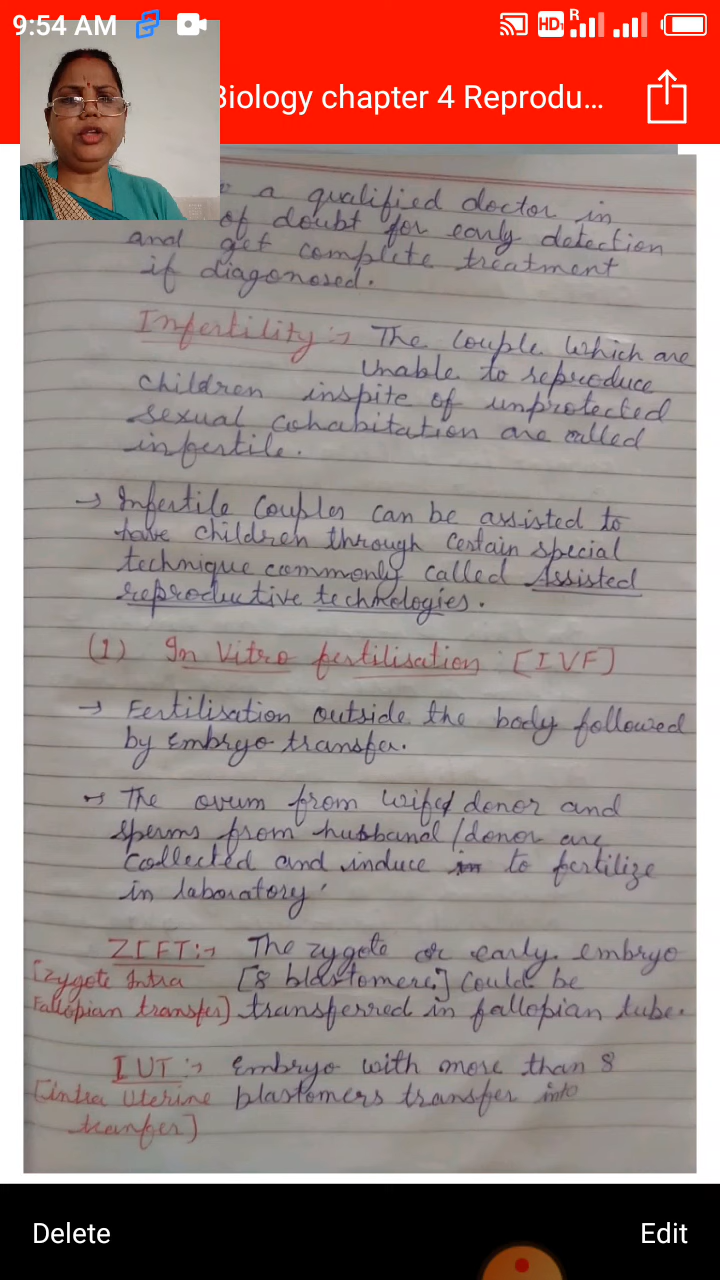 9:54 AM HD R
Biology chapter 4 Reprodu...
a qualified doctor in
of doubt for early detection
and get complete treatment
if diagonosed.
Infertility :→ The couple which are
unable to reproduce
children inspite of unprotected
sexual cohabitation are called
infertile.
→ Infertile couples can be assisted to
have children through certain special
technique commonly called Assisted
reproductive technologies.
(1) In Vitro fertilisation [IVF]
→ Fertilisation outside the body followed
by embryo transfer.
→ The ovum from wife/ donor and
sperms from husband/donor are
collected and induce to fertilize
in laboratory.
ZIFT :→ The zygote or early embryo
[Zygote Intra [8 blastomeres] could be
Fallopian transfer] transferred in fallopian tube.
IUT :→ Embryo with more than 8
[intra Uterine blastomers transfer into
tranfer]
Delete Edit